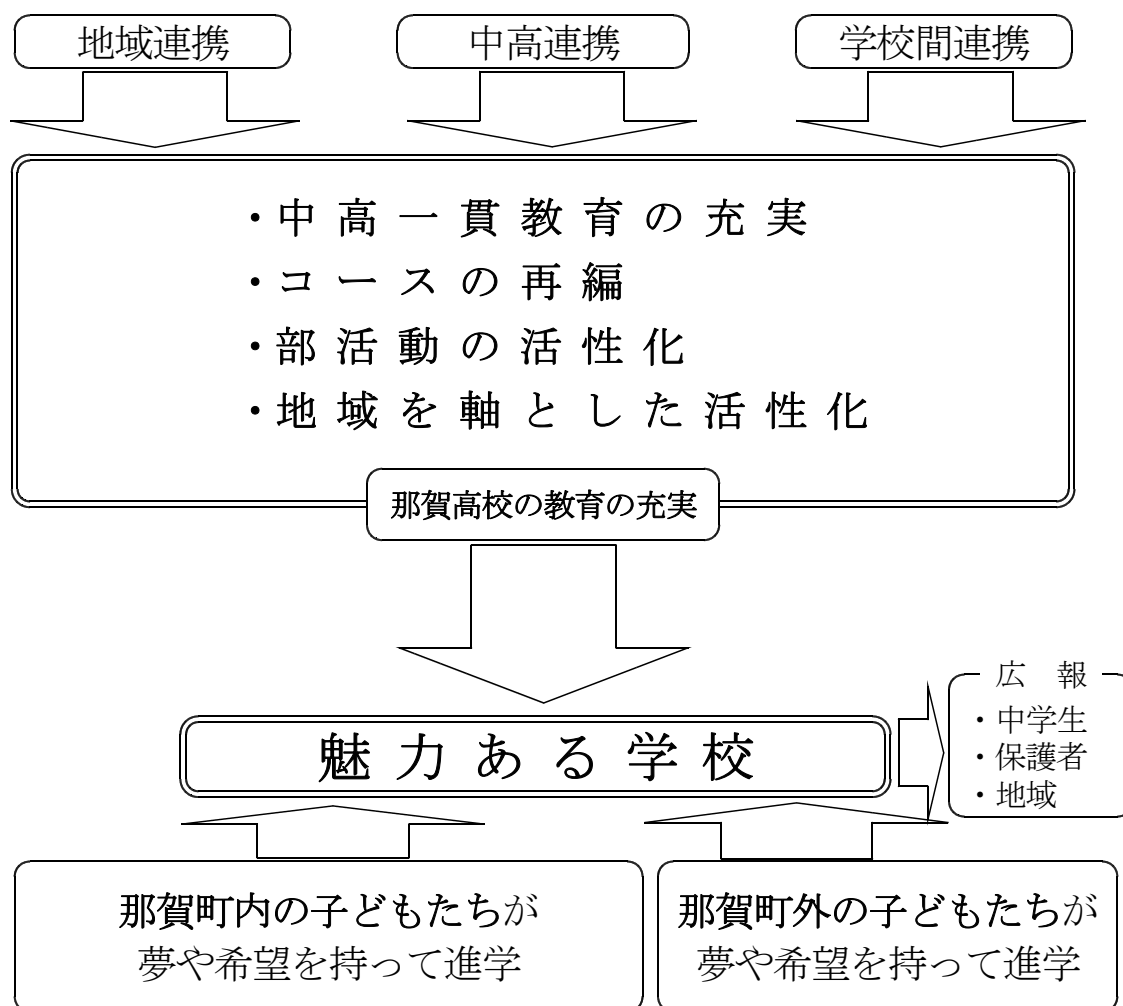 地域連携
中高連携
学校間連携
・中高一貫教育の充実
・コースの再編
・部活動の活性化
・地域を軸とした活性化
那賀高校の教育の充実
魅力ある学校
広 報
・中学生
・保護者
・地域
那賀町内の子どもたちが
夢や希望を持って進学
那賀町外の子どもたちが
夢や希望を持って進学